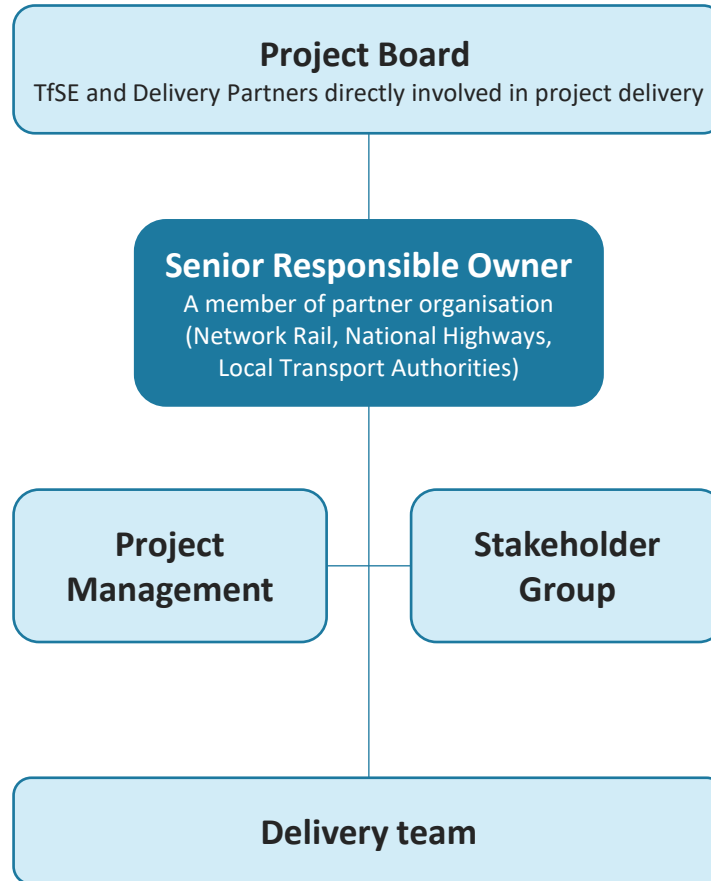 Project Board
TfSE and Delivery Partners directly involved in project delivery
Senior Responsible Owner
A member of partner organisation
(Network Rail, National Highways,
Local Transport Authorities)
Project
Management
Stakeholder
Group
Delivery team